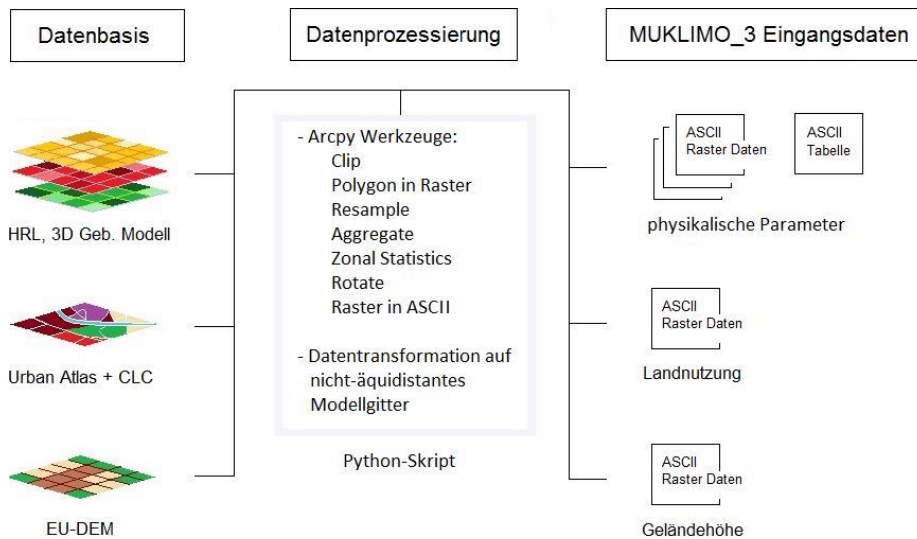 Datenbasis
Datenprozessierung
MUKLIMO_3 Eingangsdaten
HRL, 3D Geb. Modell
Urban Atlas + CLC
EU-DEM
- Arcpy Werkzeuge:
Clip
Polygon in Raster
Resample
Aggregate
Zonal Statistics
Rotate
Raster in ASCII
- Datentransformation auf
nicht-äquidistantes
Modellgitter
Python-Skript
ASCII
Raster Daten
ASCII
Tabelle
physikalische Parameter
ASCII
Raster Daten
Landnutzung
ASCII
Raster Daten
Geländehöhe